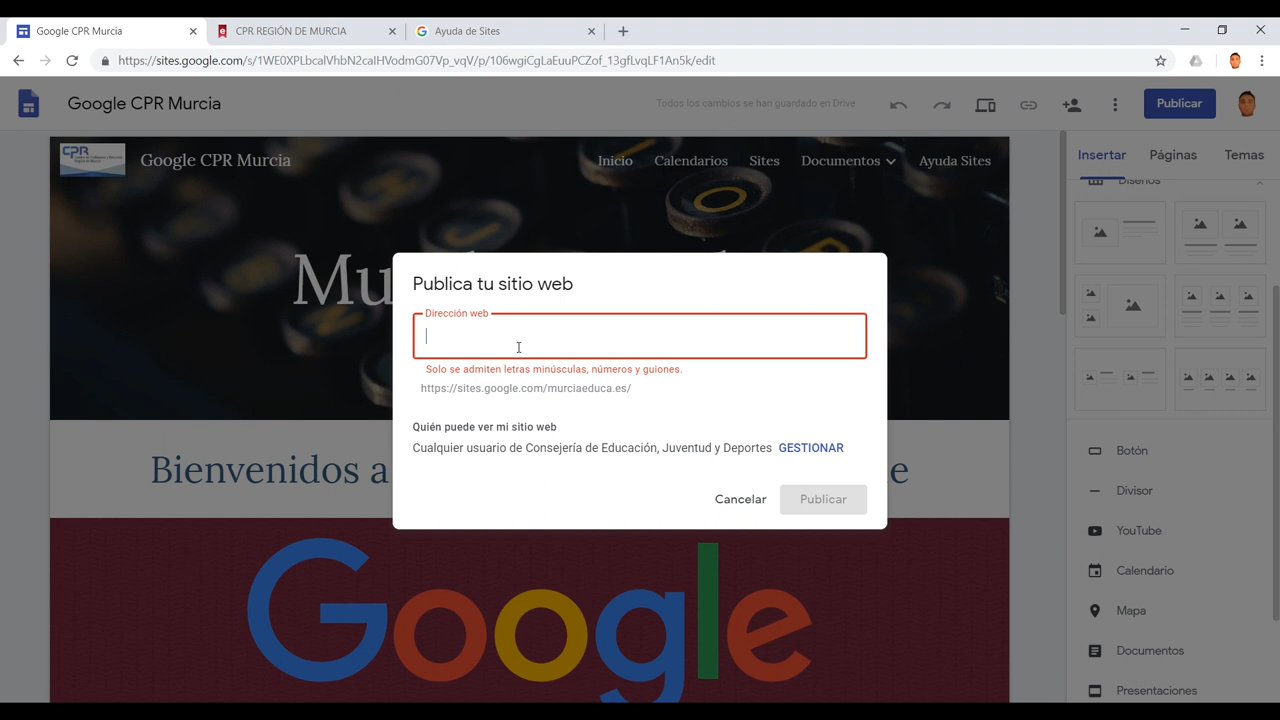 Google CPR Murcia
CPR REGIÓN DE MURCIA
Ayuda de Sites
https://sites.google.com/s/1WE0XPLbcalVhbN2caIHVodmG07Vp_vqV/p/106wgiCgLaEuuPCZof_13gfLvqLF1An5k/edit
Google CPR Murcia
Todos los cambios se han guardado en Drive
Publicar
CPR
Google CPR Murcia
Inicio
Calendarios
Sites
Documentos
Ayuda Sites
Insertar
Páginas
Temas
Diseños
Mu
Publica tu sitio web
Dirección web
Solo se admiten letras minúsculas, números y guiones.
https://sites.google.com/murciaeduca.es/
Quién puede ver mi sitio web
Cualquier usuario de Consejería de Educación, Juventud y Deportes GESTIONAR
Cancelar
Publicar
Bienvenidos a
e
Google
Botón
Divisor
YouTube
Calendario
Mapa
Documentos
Presentaciones